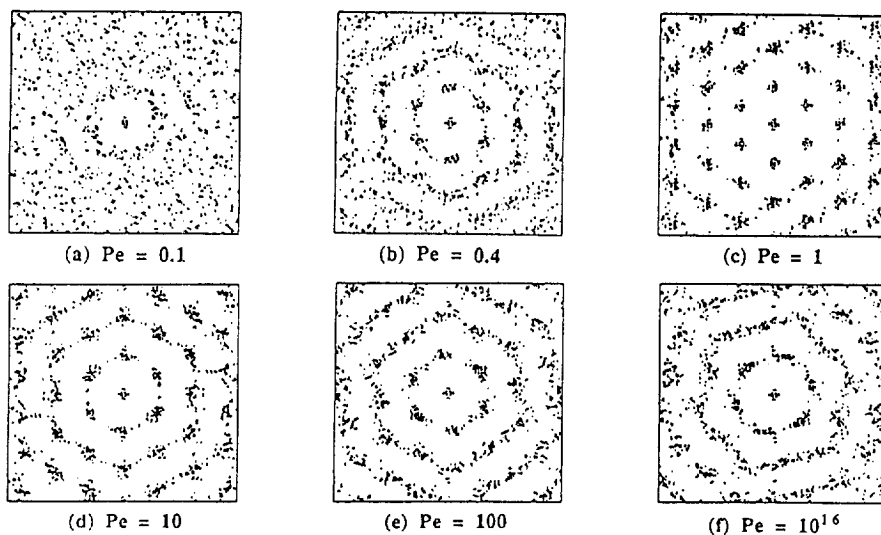 (a) Pe = 0.1
(b) Pe = 0.4
(c) Pe = 1
(d) Pe = 10
(e) Pe = 100
(f) Pe = 10¹⁶